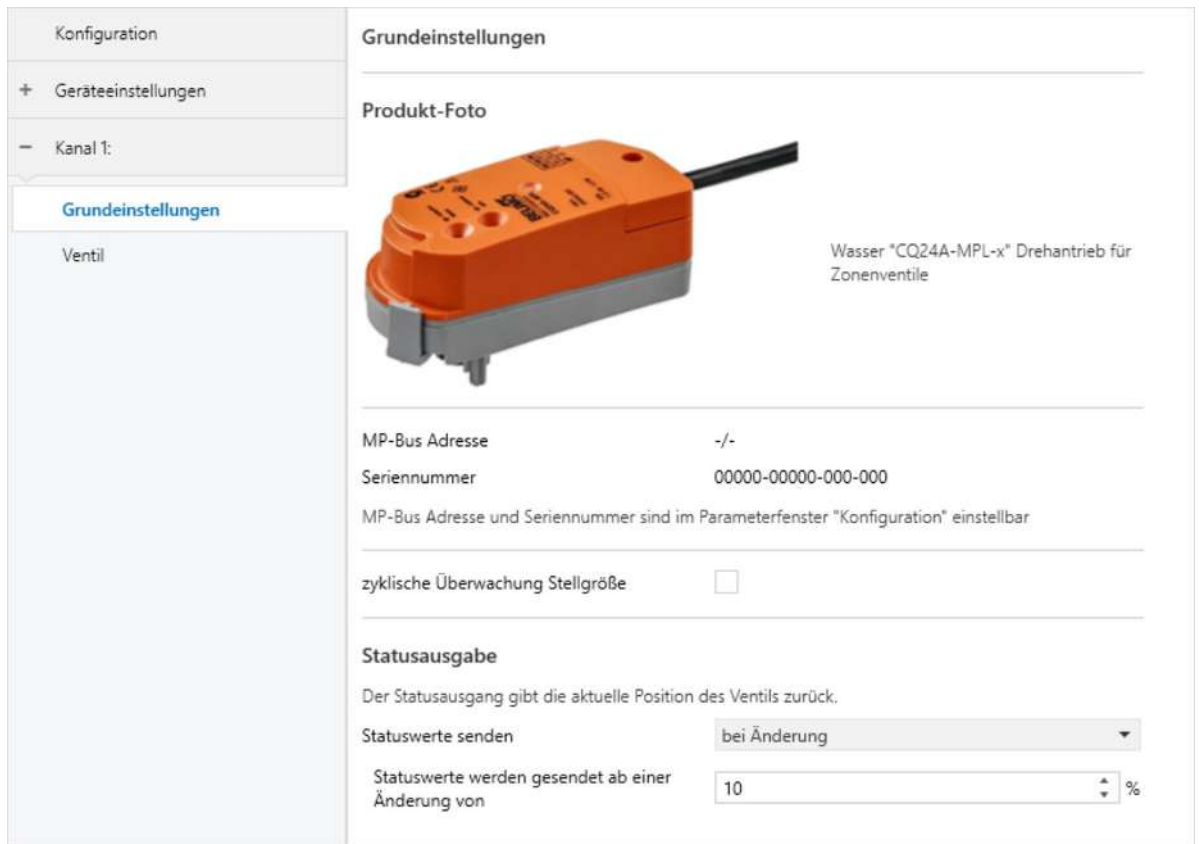 Konfiguration
+ Geräteeinstellungen
− Kanal 1:
Grundeinstellungen
Ventil
Grundeinstellungen
Produkt-Foto
BELIMO
Wasser "CQ24A-MPL-x" Drehantrieb für
Zonenventile
MP-Bus Adresse -/-
Seriennummer 00000-00000-000-000
MP-Bus Adresse und Seriennummer sind im Parameterfenster "Konfiguration" einstellbar
zyklische Überwachung Stellgröße
Statusausgabe
Der Statusausgang gibt die aktuelle Position des Ventils zurück.
Statuswerte senden bei Änderung
Statuswerte werden gesendet ab einer
Änderung von 10 %